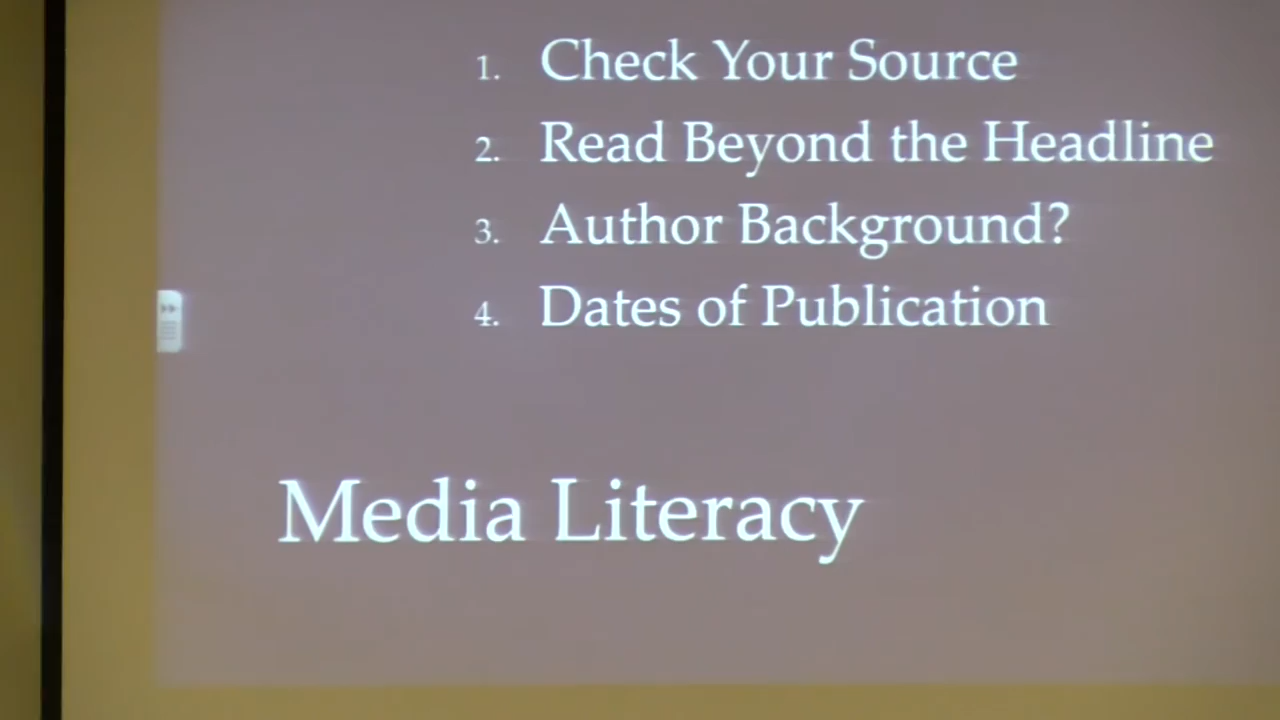 1. Check Your Source
2. Read Beyond the Headline
3. Author Background?
4. Dates of Publication
Media Literacy